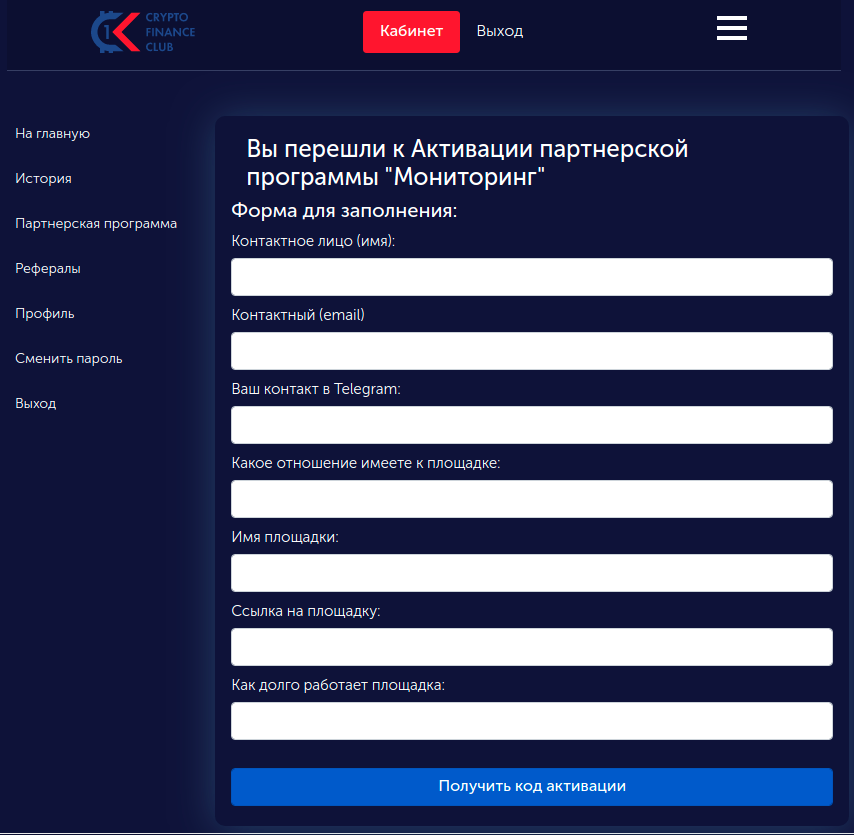 1K
CRYPTO
FINANCE
CLUB
Кабинет
Выход
На главную
История
Партнерская программа
Рефералы
Профиль
Сменить пароль
Выход
Вы перешли к Активации партнерской
программы "Мониторинг"
Форма для заполнения:
Контактное лицо (имя):
Контактный (email)
Ваш контакт в Telegram:
Какое отношение имеете к площадке:
Имя площадки:
Ссылка на площадку:
Как долго работает площадка:
Получить код активации